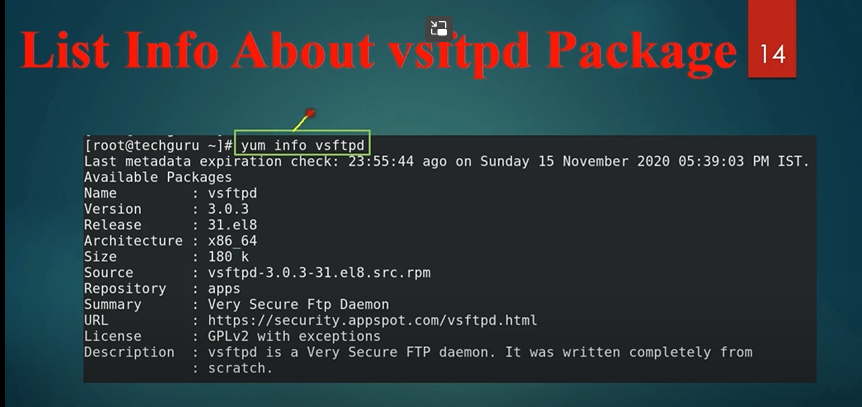 List Info About vsftpd Package
14
[root@techguru ~]# yum info vsftpd
Last metadata expiration check: 23:55:44 ago on Sunday 15 November 2020 05:39:03 PM IST.
Available Packages
Name         : vsftpd
Version      : 3.0.3
Release      : 31.el8
Architecture : x86_64
Size         : 180 k
Source       : vsftpd-3.0.3-31.el8.src.rpm
Repository   : apps
Summary      : Very Secure Ftp Daemon
URL          : https://security.appspot.com/vsftpd.html
License      : GPLv2 with exceptions
Description  : vsftpd is a Very Secure FTP daemon. It was written completely from
             : scratch.